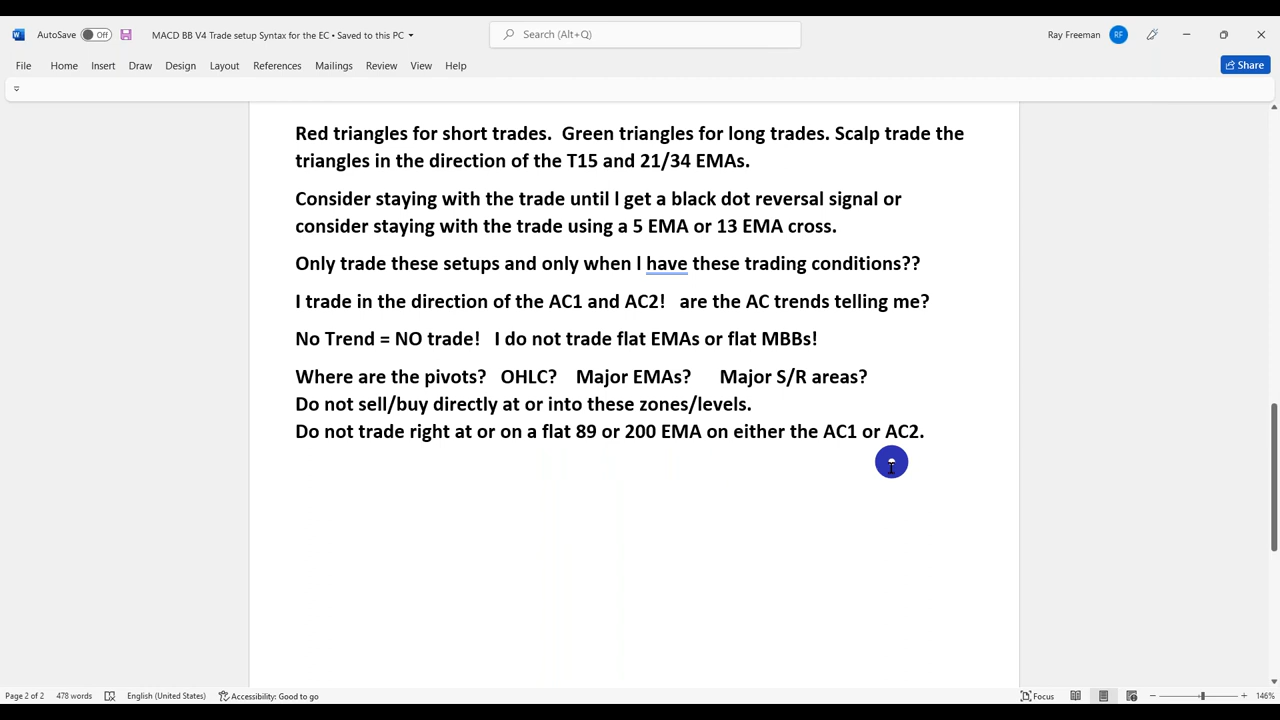 AutoSave Off MACD BB V4 Trade setup Syntax for the EC • Saved to this PC Search (Alt+Q) Ray Freeman RF
File Home Insert Draw Design Layout References Mailings Review View Help Share
Red triangles for short trades.  Green triangles for long trades. Scalp trade the
triangles in the direction of the T15 and 21/34 EMAs.
Consider staying with the trade until I get a black dot reversal signal or
consider staying with the trade using a 5 EMA or 13 EMA cross.
Only trade these setups and only when I have these trading conditions??
I trade in the direction of the AC1 and AC2!   are the AC trends telling me?
No Trend = NO trade!   I do not trade flat EMAs or flat MBBs!
Where are the pivots?   OHLC?    Major EMAs?      Major S/R areas?
Do not sell/buy directly at or into these zones/levels.
Do not trade right at or on a flat 89 or 200 EMA on either the AC1 or AC2.
Page 2 of 2 478 words English (United States) Accessibility: Good to go Focus 146%